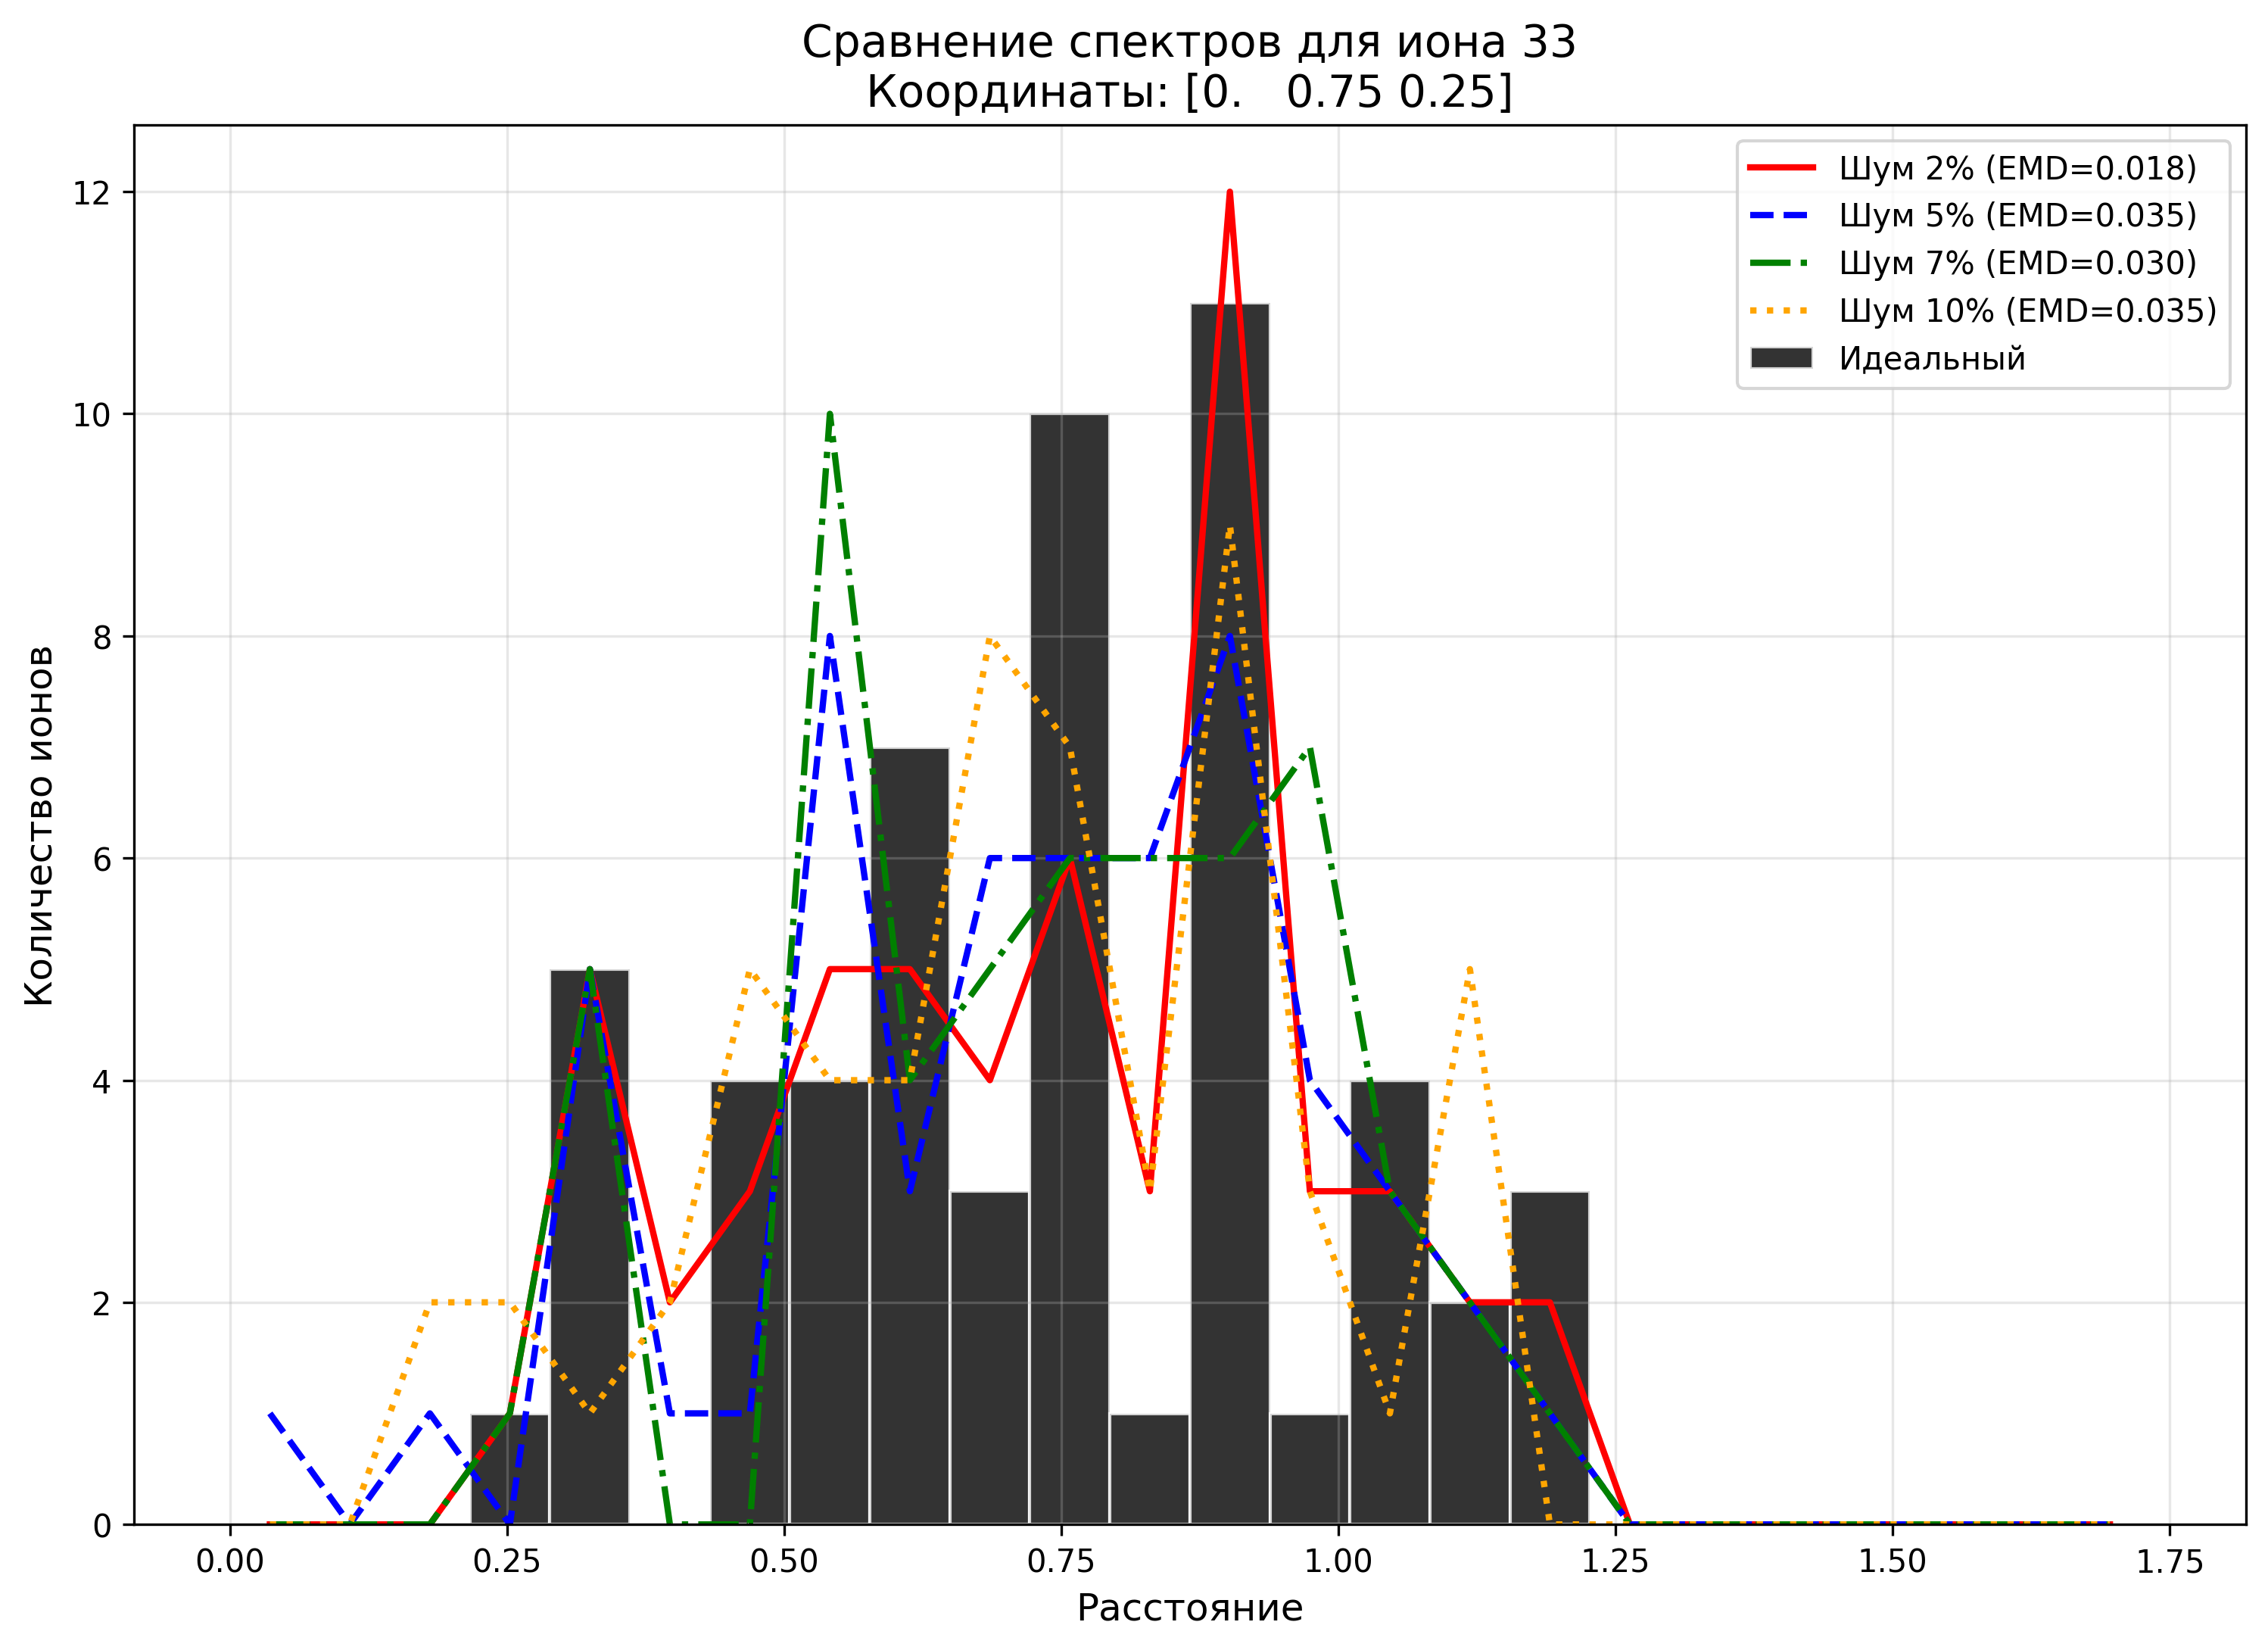 Сравнение спектров для иона 33
Координаты: [0.   0.75 0.25]
Шум 2% (EMD=0.018)
Шум 5% (EMD=0.035)
Шум 7% (EMD=0.030)
Шум 10% (EMD=0.035)
Идеальный
Количество ионов
12
10
8
6
4
2
0
0.00 0.25 0.50 0.75 1.00 1.25 1.50 1.75
Расстояние